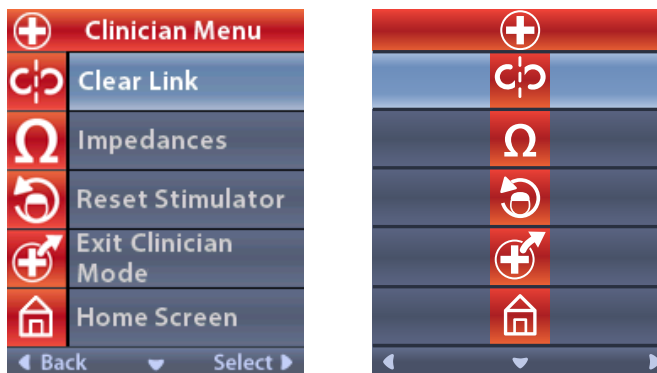 Clinician Menu
Clear Link
Ω Impedances
Reset Stimulator
Exit Clinician
Mode
Home Screen
Back Select
Ω